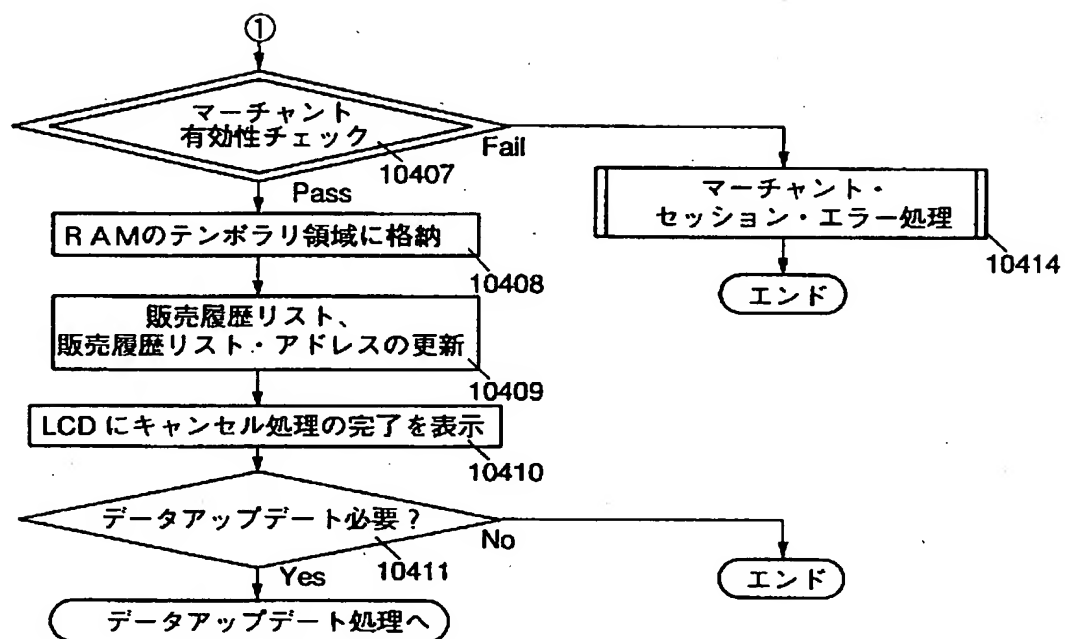 ①
マーチャント
有効性チェック
10407
Fail
Pass
マーチャント・
セッション・エラー処理
10414
エンド
RAMのテンポラリ領域に格納
10408
販売履歴リスト、
販売履歴リスト・アドレスの更新
10409
LCDにキャンセル処理の完了を表示
10410
データアップデート必要?
10411
No
Yes
エンド
データアップデート処理へ